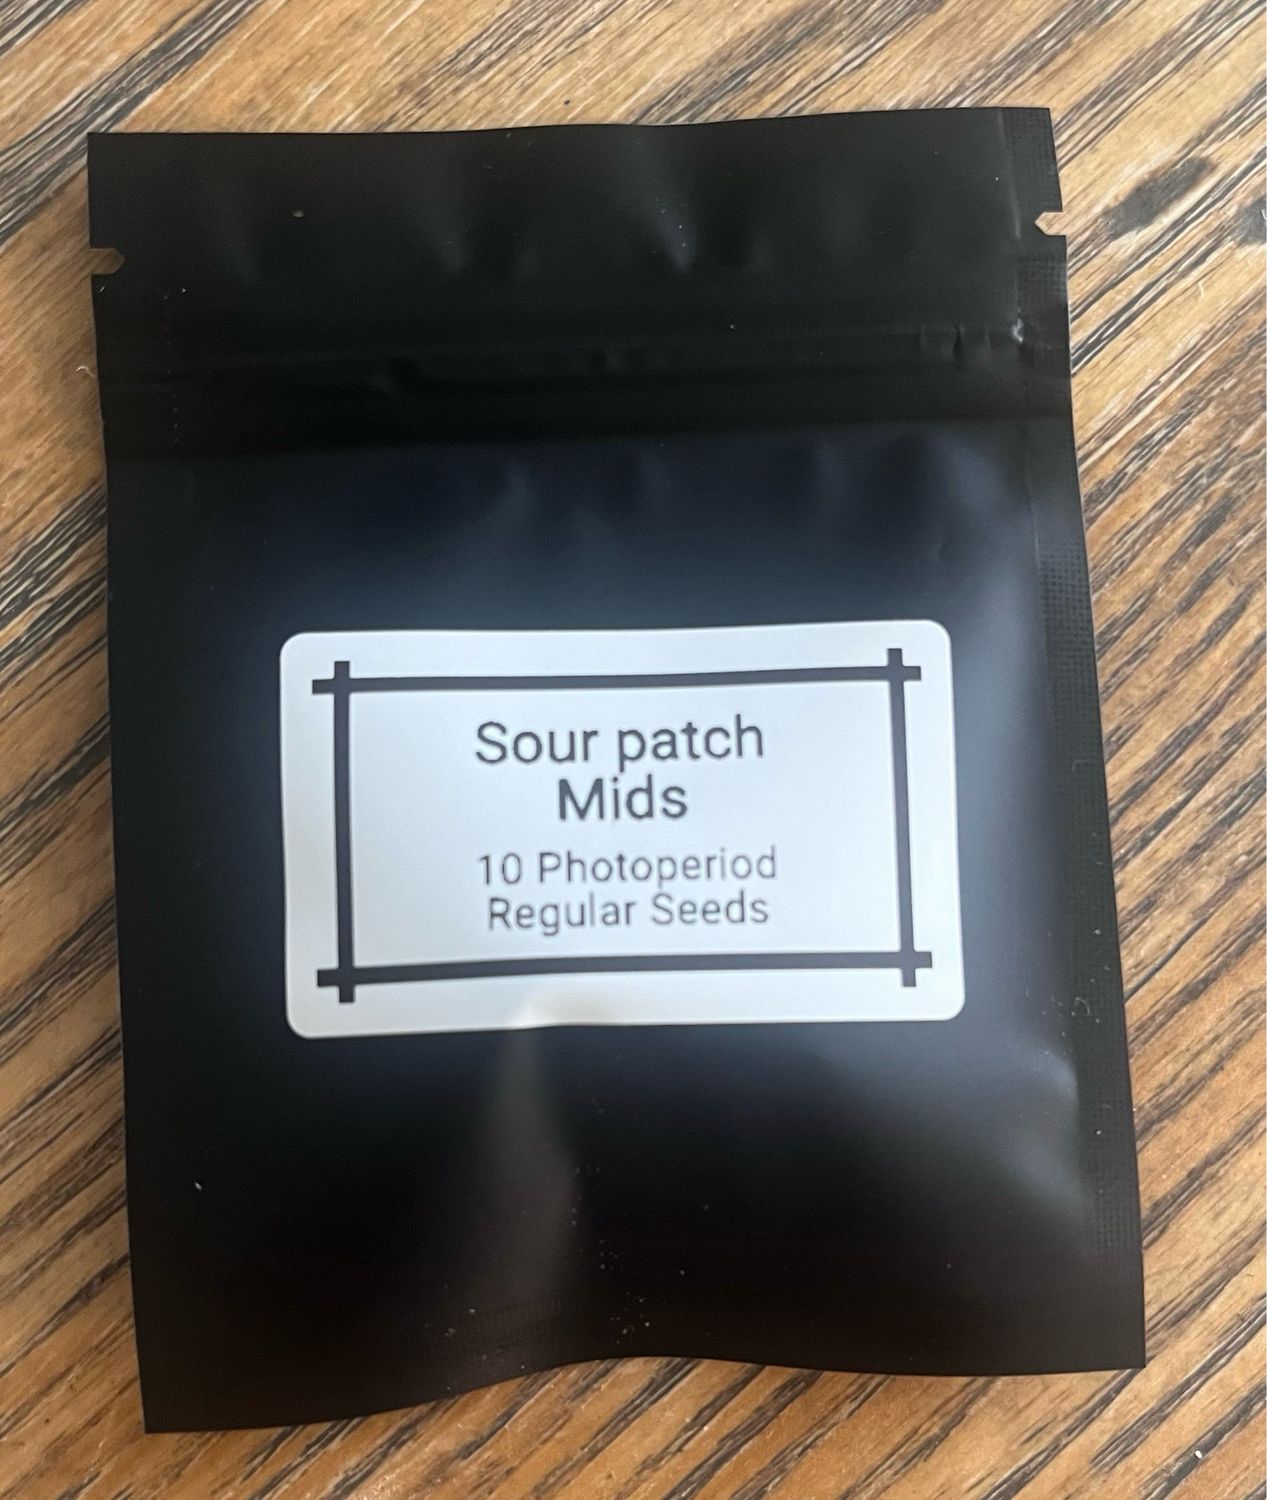 Sour patch
Mids
10 Photoperiod
Regular Seeds